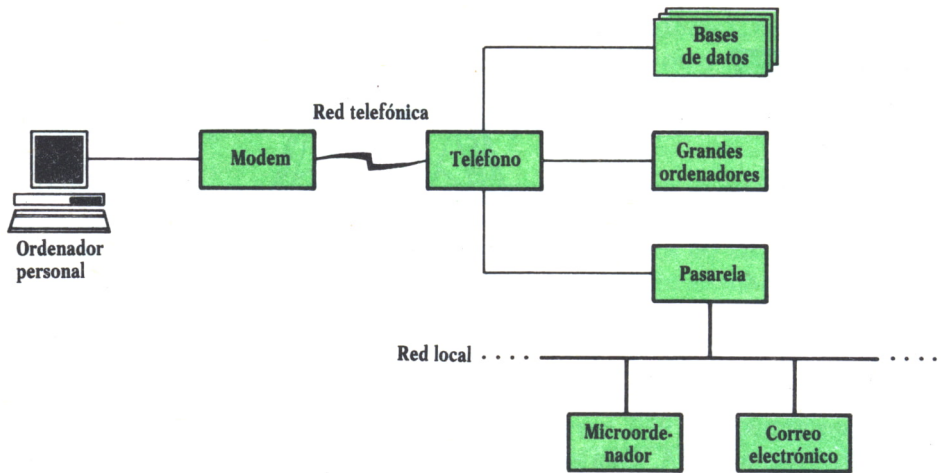 Bases
de datos
Red telefónica
Modem
Teléfono
Grandes
ordenadores
Ordenador
personal
Pasarela
Red local
Microorde-
nador
Correo
electrónico